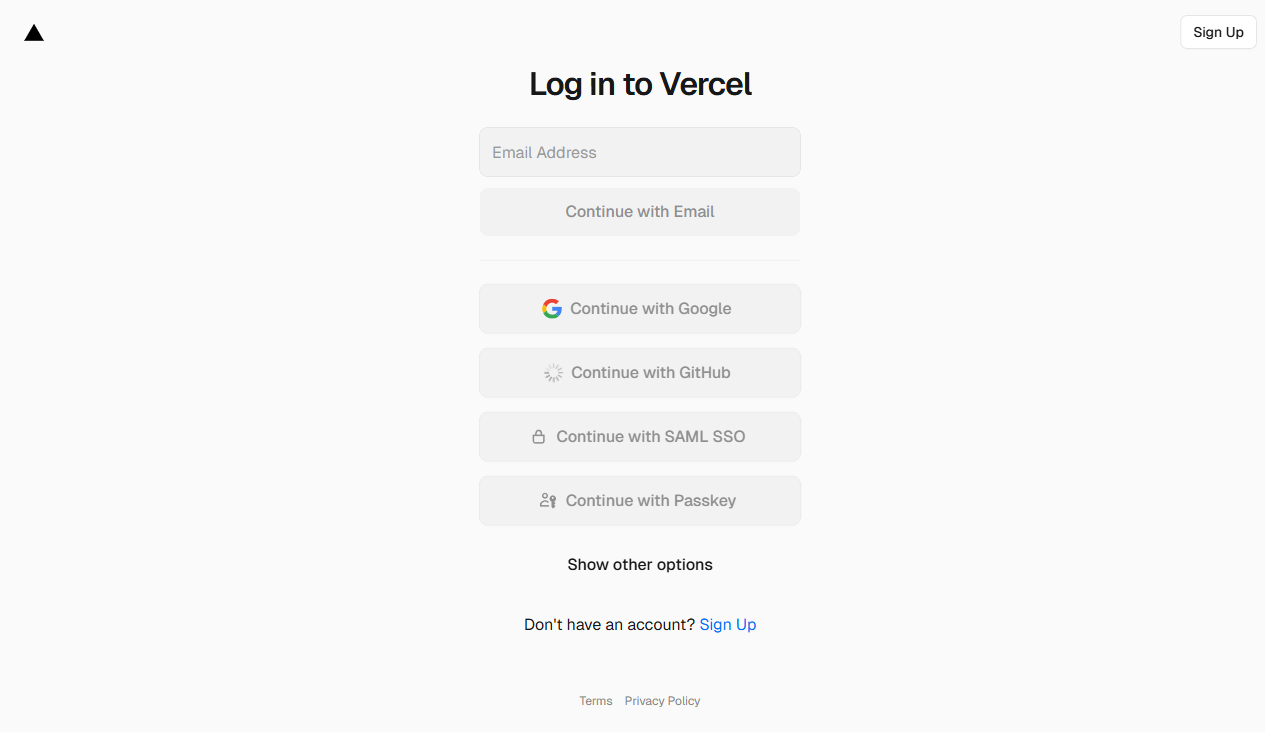 Sign Up
Log in to Vercel
Email Address
Continue with Email
Continue with Google
Continue with GitHub
Continue with SAML SSO
Continue with Passkey
Show other options
Don't have an account? Sign Up
Terms Privacy Policy